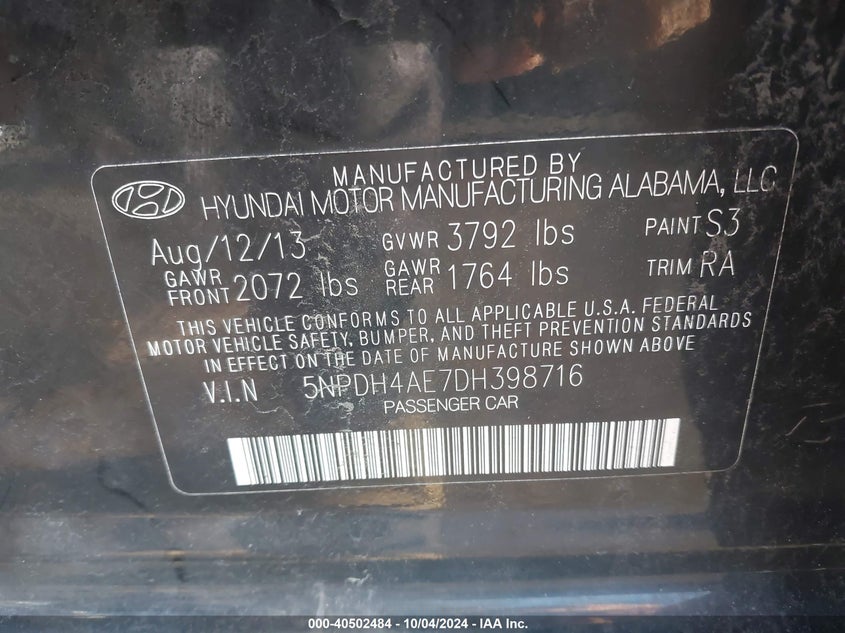 MANUFACTURED BY
HYUNDAI MOTOR MANUFACTURING ALABAMA, LLC
Aug/12/13 GVWR 3792 lbs PAINT S3
GAWR FRONT 2072 lbs GAWR REAR 1764 lbs TRIM RA
THIS VEHICLE CONFORMS TO ALL APPLICABLE U.S.A. FEDERAL
MOTOR VEHICLE SAFETY, BUMPER, AND THEFT PREVENTION STANDARDS
IN EFFECT ON THE DATE OF MANUFACTURE SHOWN ABOVE
V.I.N 5NPDH4AE7DH398716
PASSENGER CAR
000-40502484 - 10/04/2024 - IAA Inc.